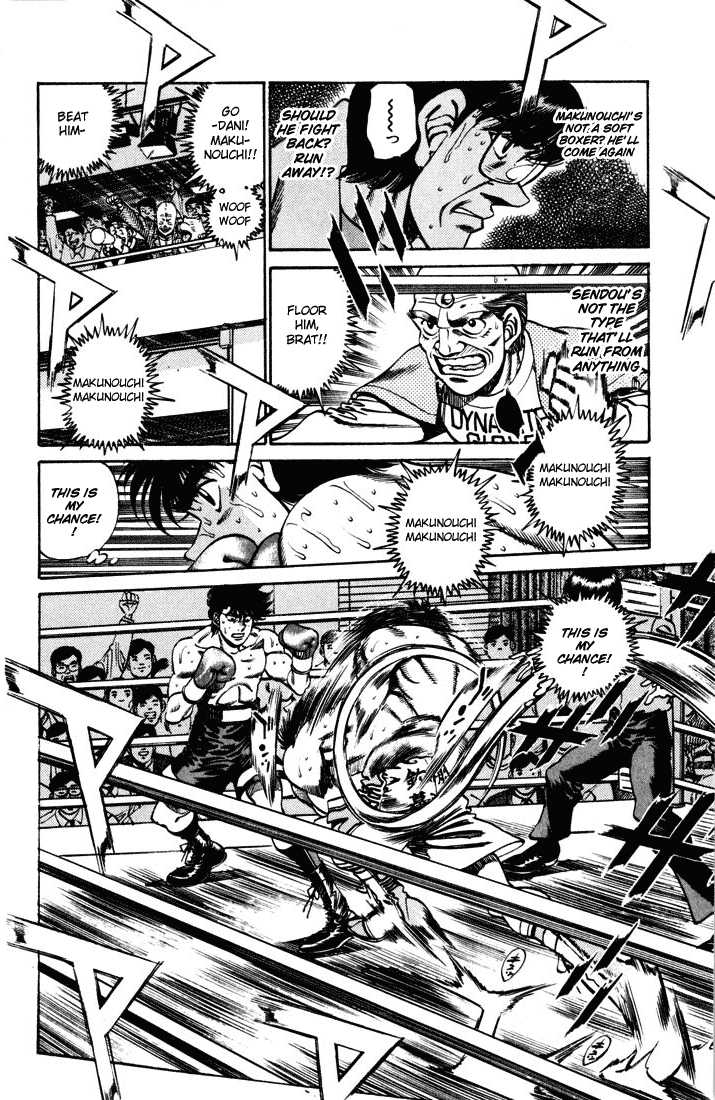 MAKUNOUCHI'S
NOT A SOFT
BOXER? HE'LL
COME AGAIN
SHOULD
HE FIGHT
BACK?
RUN
AWAY!?
GO
-DANI!
MAKU-
NOUCHI!!
WOOF
WOOF
BEAT
HIM-
SENDOU'S
NOT THE
TYPE
THAT'LL
RUN FROM
ANYTHING
FLOOR
HIM,
BRAT!!
DYNAMITE
GLOVE
MAKUNOUCHI
MAKUNOUCHI
MAKUNOUCHI
MAKUNOUCHI
MAKUNOUCHI
MAKUNOUCHI
THIS IS
MY
CHANCE!
!
THIS IS
MY
CHANCE!
!